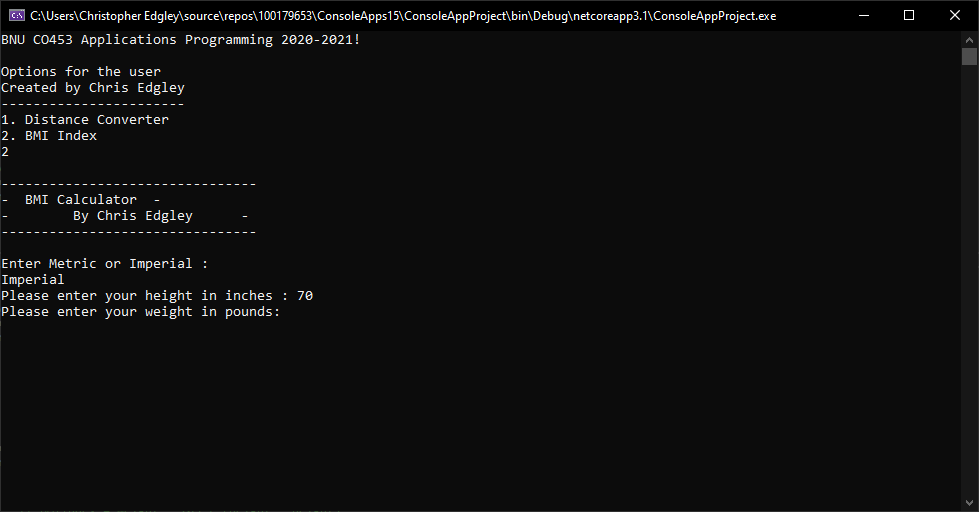 C:\Users\Christopher Edgley\source\repos\100179653\ConsoleApps15\ConsoleAppProject\bin\Debug\netcoreapp3.1\ConsoleAppProject.exe
BNU CO453 Applications Programming 2020-2021!
Options for the user
Created by Chris Edgley
-----------------------
1. Distance Converter
2. BMI Index
2
--------------------------------
-  BMI Calculator  -
-        By Chris Edgley      -
--------------------------------
Enter Metric or Imperial :
Imperial
Please enter your height in inches : 70
Please enter your weight in pounds: